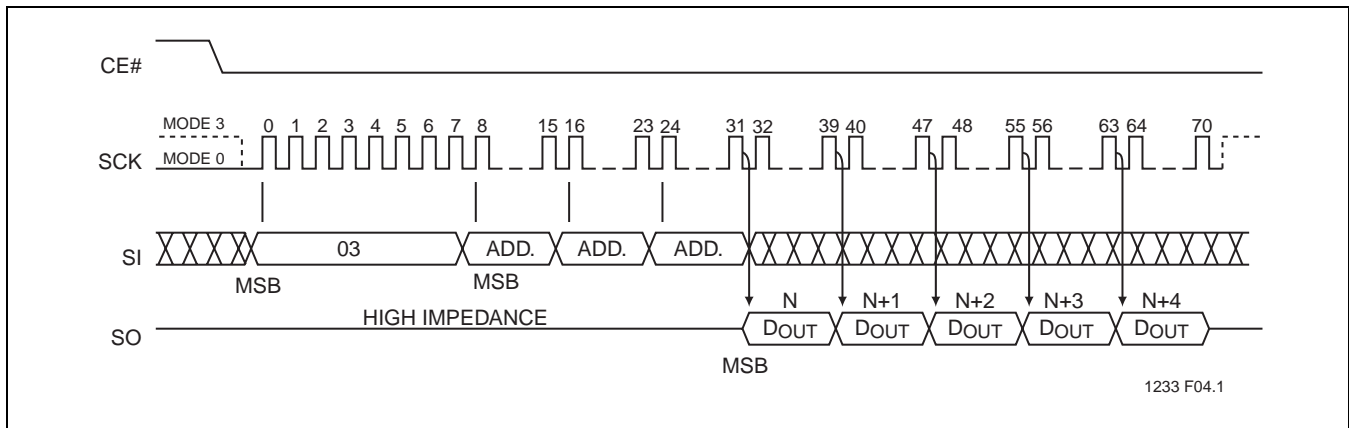 CE#
MODE 3
0 1 2 3 4 5 6 7 8 15 16 23 24 31 32 39 40 47 48 55 56 63 64 70
SCK
MODE 0
SI
03 ADD. ADD. ADD.
MSB MSB
N N+1 N+2 N+3 N+4
HIGH IMPEDANCE
SO
DOUT DOUT DOUT DOUT DOUT
MSB
1233 F04.1